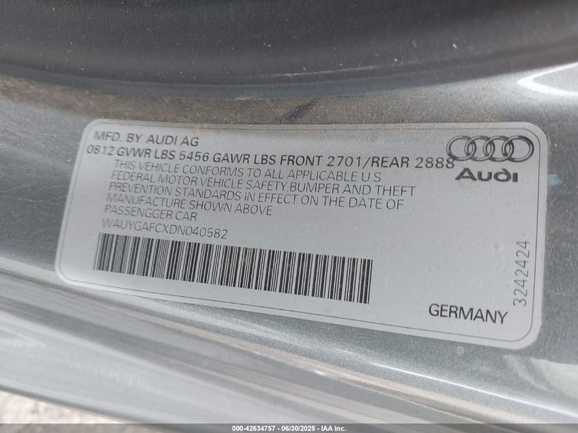 MFD. BY AUDI AG
0812 GVWR LBS 5456 GAWR LBS FRONT 2701/REAR 2888
THIS VEHICLE CONFORMS TO ALL APPLICABLE U.S
FEDERAL MOTOR VEHICLE SAFETY, BUMPER AND THEFT
PREVENTION STANDARDS IN EFFECT ON THE DATE OF
MANUFACTURE SHOWN ABOVE
PASSENGGER CAR
WAUYGAFCXDN040582
Audi
GERMANY
3242424
000-42634757 - 06/30/2025 - IAA Inc.